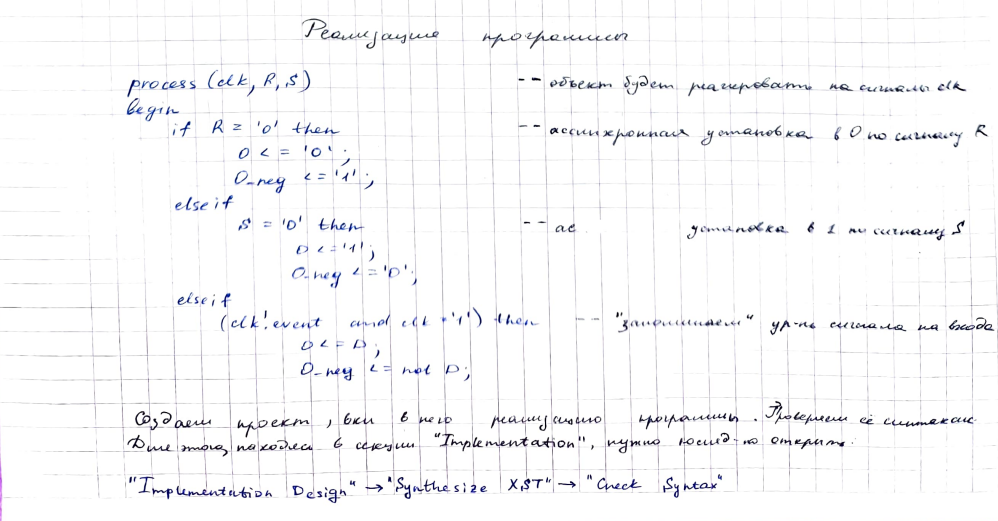 Реализация программы
process (clk, R, S) -- объект будет реагировать на сигналы clk
begin
if R = '0' then -- ассинхронная установка в 0 по сигналу R
O <= '0';
O_neg <= '1';
elseif
S = '0' then -- ас установка в 1 по сигналу S
O <= '1';
O_neg <= '0';
elseif
(clk'event and clk = '1') then -- "запоминаем" ур-нь сигнала на входе
O <= D;
O_neg <= not D;
Создаем проект, вкл в него реализацию программы. Проверяем её синтаксис
Для этого, находясь в секции "Implementation", нужно послед-но открыть:
"Implementation Design" → "Synthesize XST" → "Check Syntax"